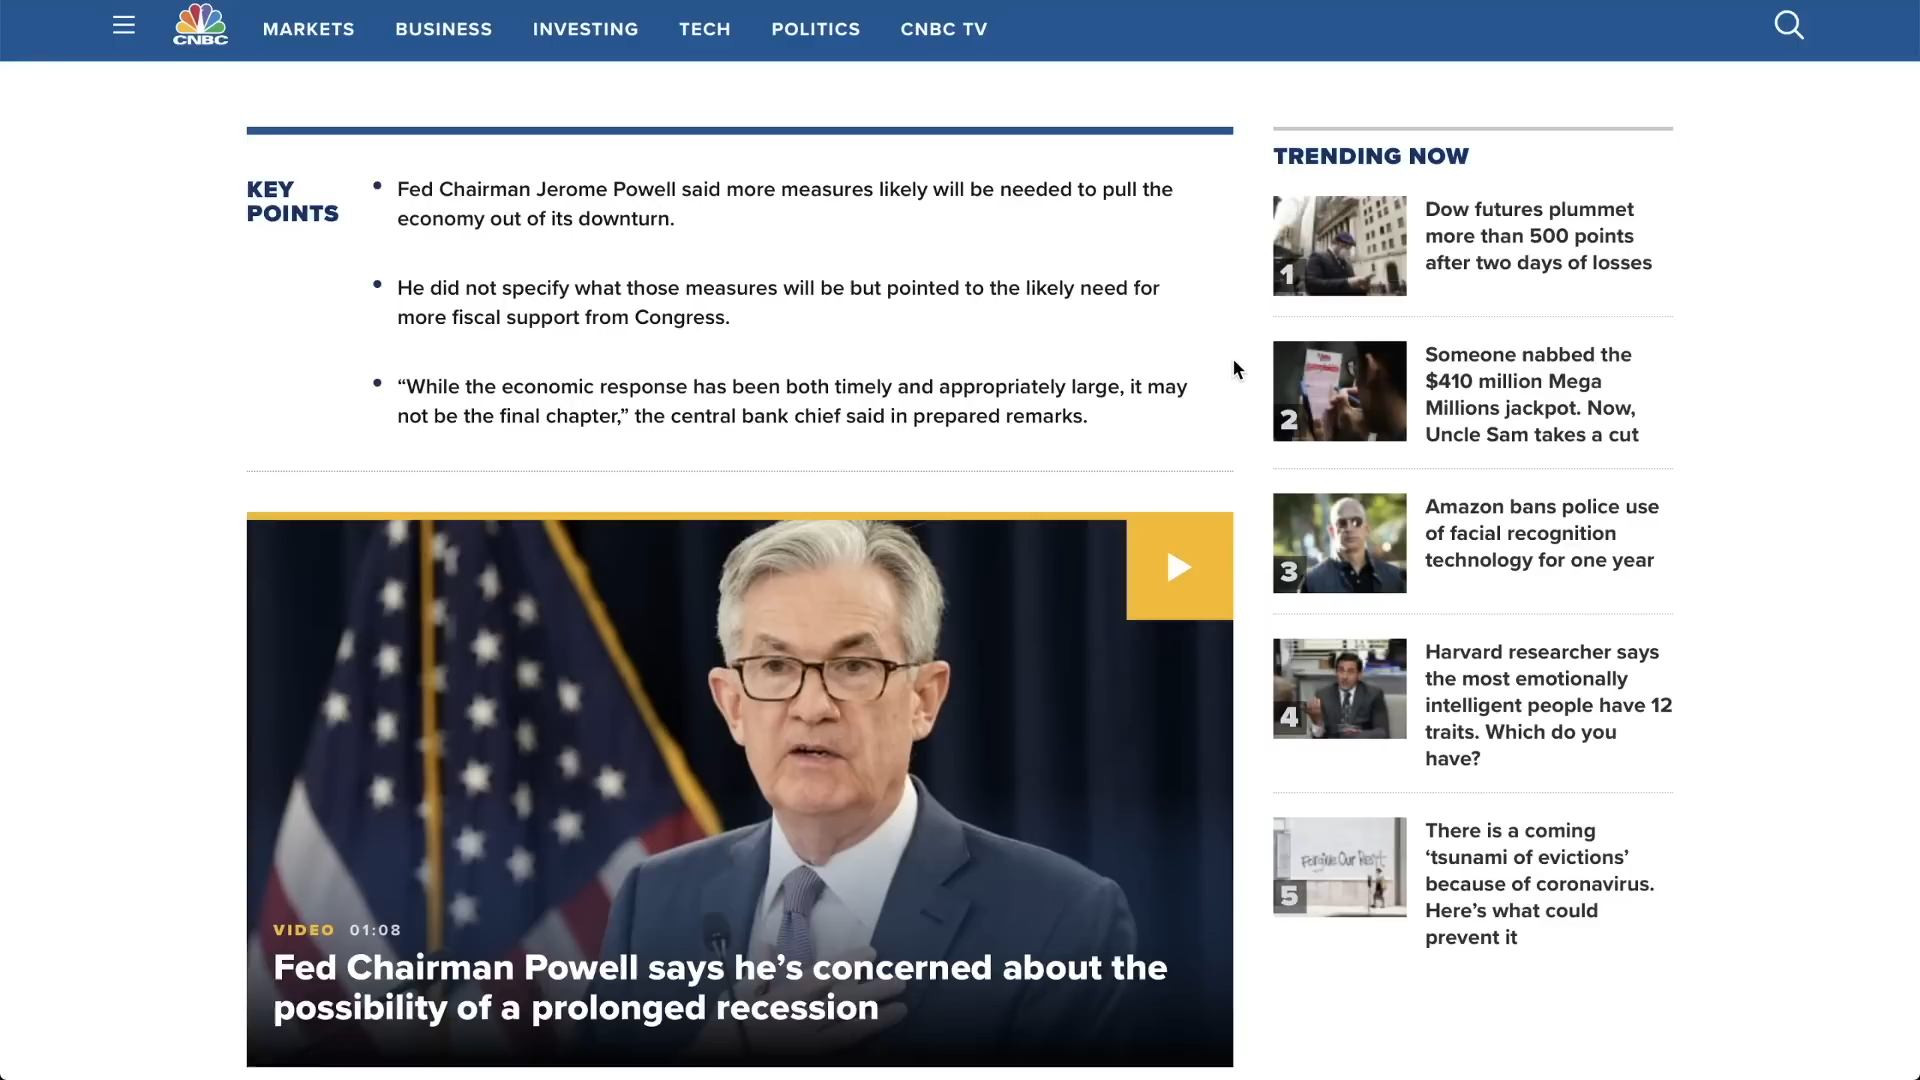 CNBC
MARKETS
BUSINESS
INVESTING
TECH
POLITICS
CNBC TV
KEY
POINTS
Fed Chairman Jerome Powell said more measures likely will be needed to pull the
economy out of its downturn.
He did not specify what those measures will be but pointed to the likely need for
more fiscal support from Congress.
“While the economic response has been both timely and appropriately large, it may
not be the final chapter,” the central bank chief said in prepared remarks.
VIDEO 01:08
Fed Chairman Powell says he’s concerned about the
possibility of a prolonged recession
TRENDING NOW
1
Dow futures plummet
more than 500 points
after two days of losses
2
Someone nabbed the
$410 million Mega
Millions jackpot. Now,
Uncle Sam takes a cut
3
Amazon bans police use
of facial recognition
technology for one year
4
Harvard researcher says
the most emotionally
intelligent people have 12
traits. Which do you
have?
5
Forgive Our Rent
There is a coming
‘tsunami of evictions’
because of coronavirus.
Here’s what could
prevent it